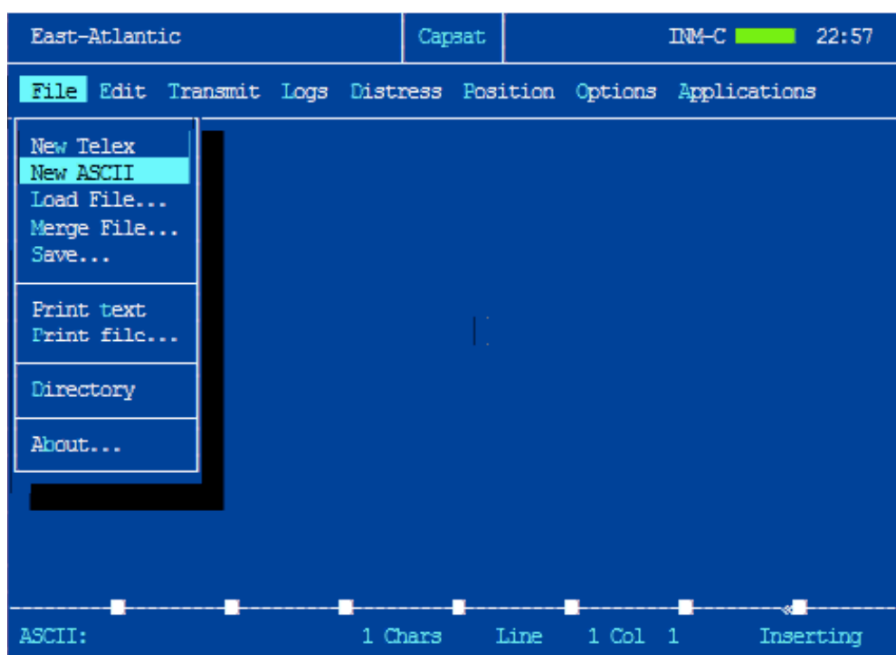 East-Atlantic Capsat INM-C 22:57
File Edit Transmit Logs Distress Position Options Applications
New Telex
New ASCII
Load File...
Merge File...
Save...
Print text
Print file...
Directory
About...
ASCII: 1 Chars Line 1 Col 1 Inserting